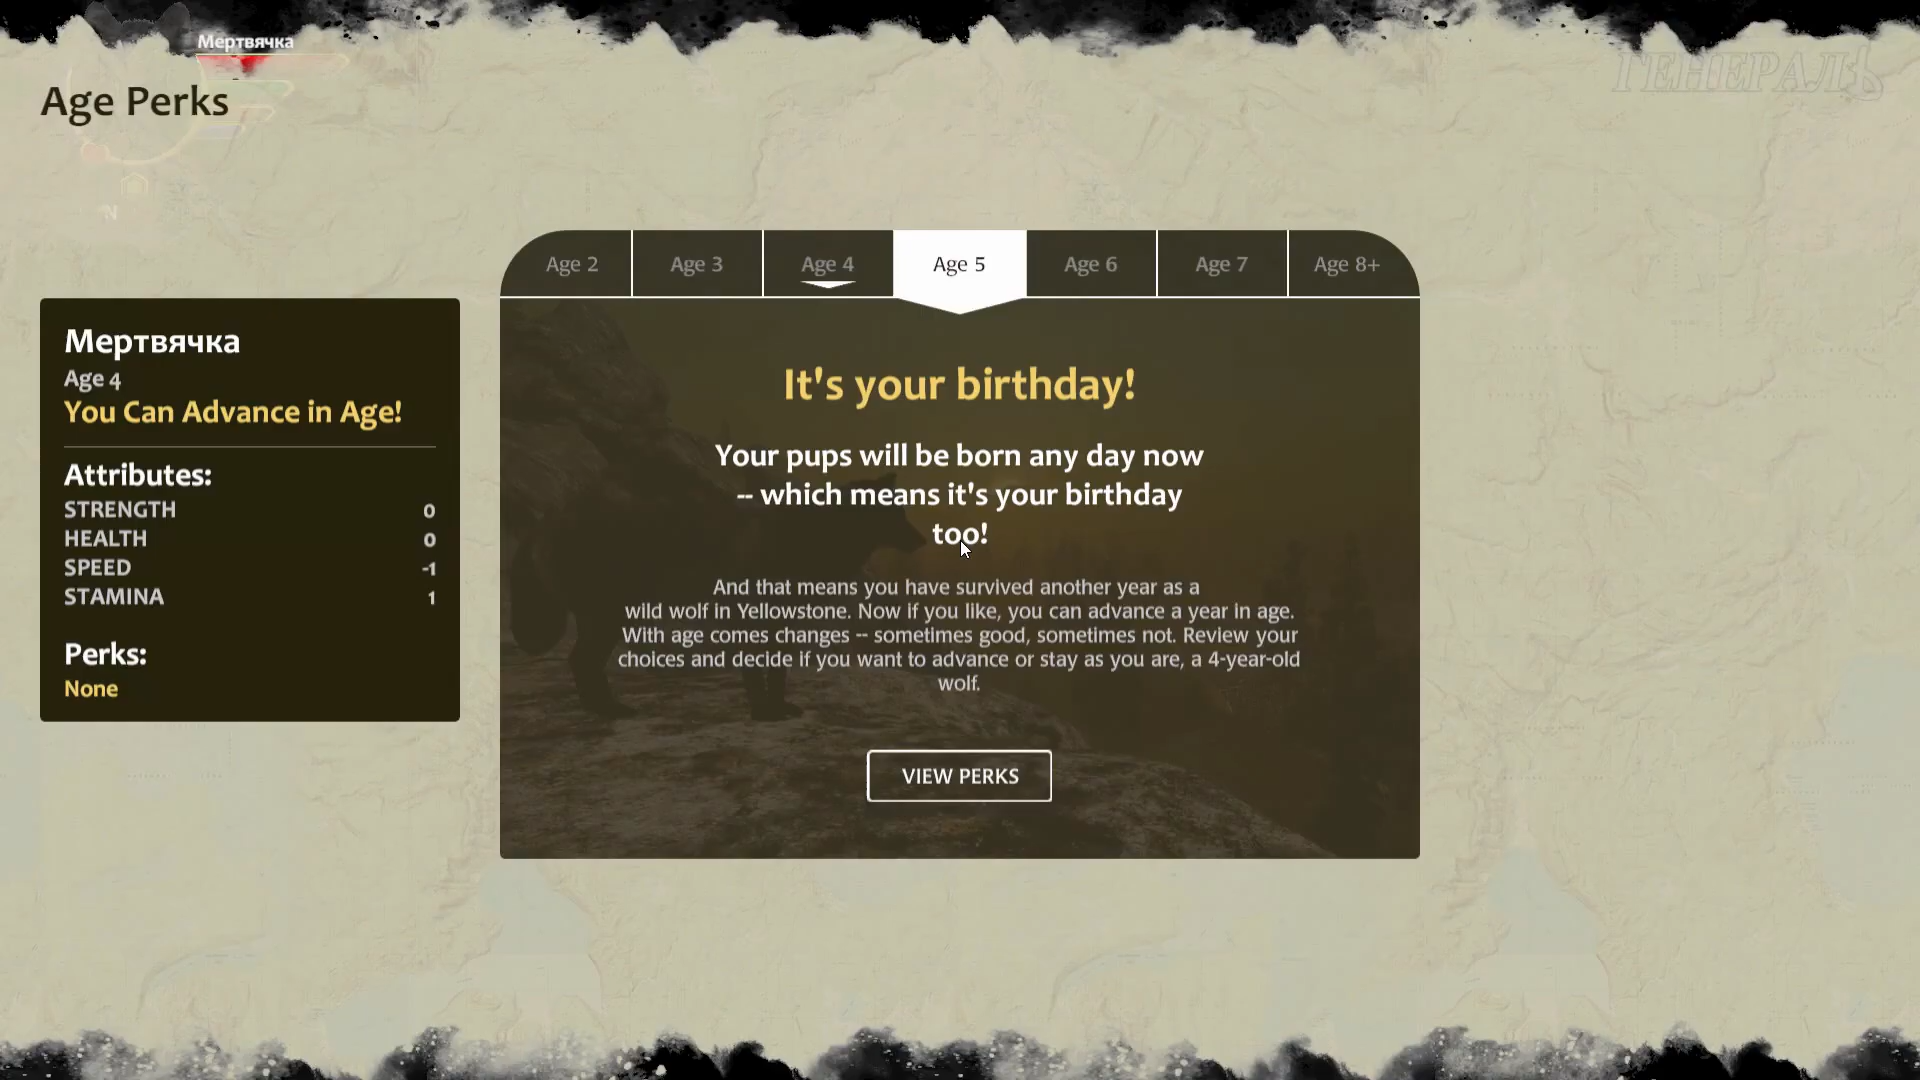 Мертвячка
ГЕНЕРАЛЪ
Age Perks
N
Age 2
Age 3
Age 4
Age 5
Age 6
Age 7
Age 8+
Мертвячка
Age 4
You Can Advance in Age!
Attributes:
STRENGTH 0
HEALTH 0
SPEED -1
STAMINA 1
Perks:
None
It's your birthday!
Your pups will be born any day now
-- which means it's your birthday
too!
And that means you have survived another year as a
wild wolf in Yellowstone. Now if you like, you can advance a year in age.
With age comes changes -- sometimes good, sometimes not. Review your
choices and decide if you want to advance or stay as you are, a 4-year-old
wolf.
VIEW PERKS